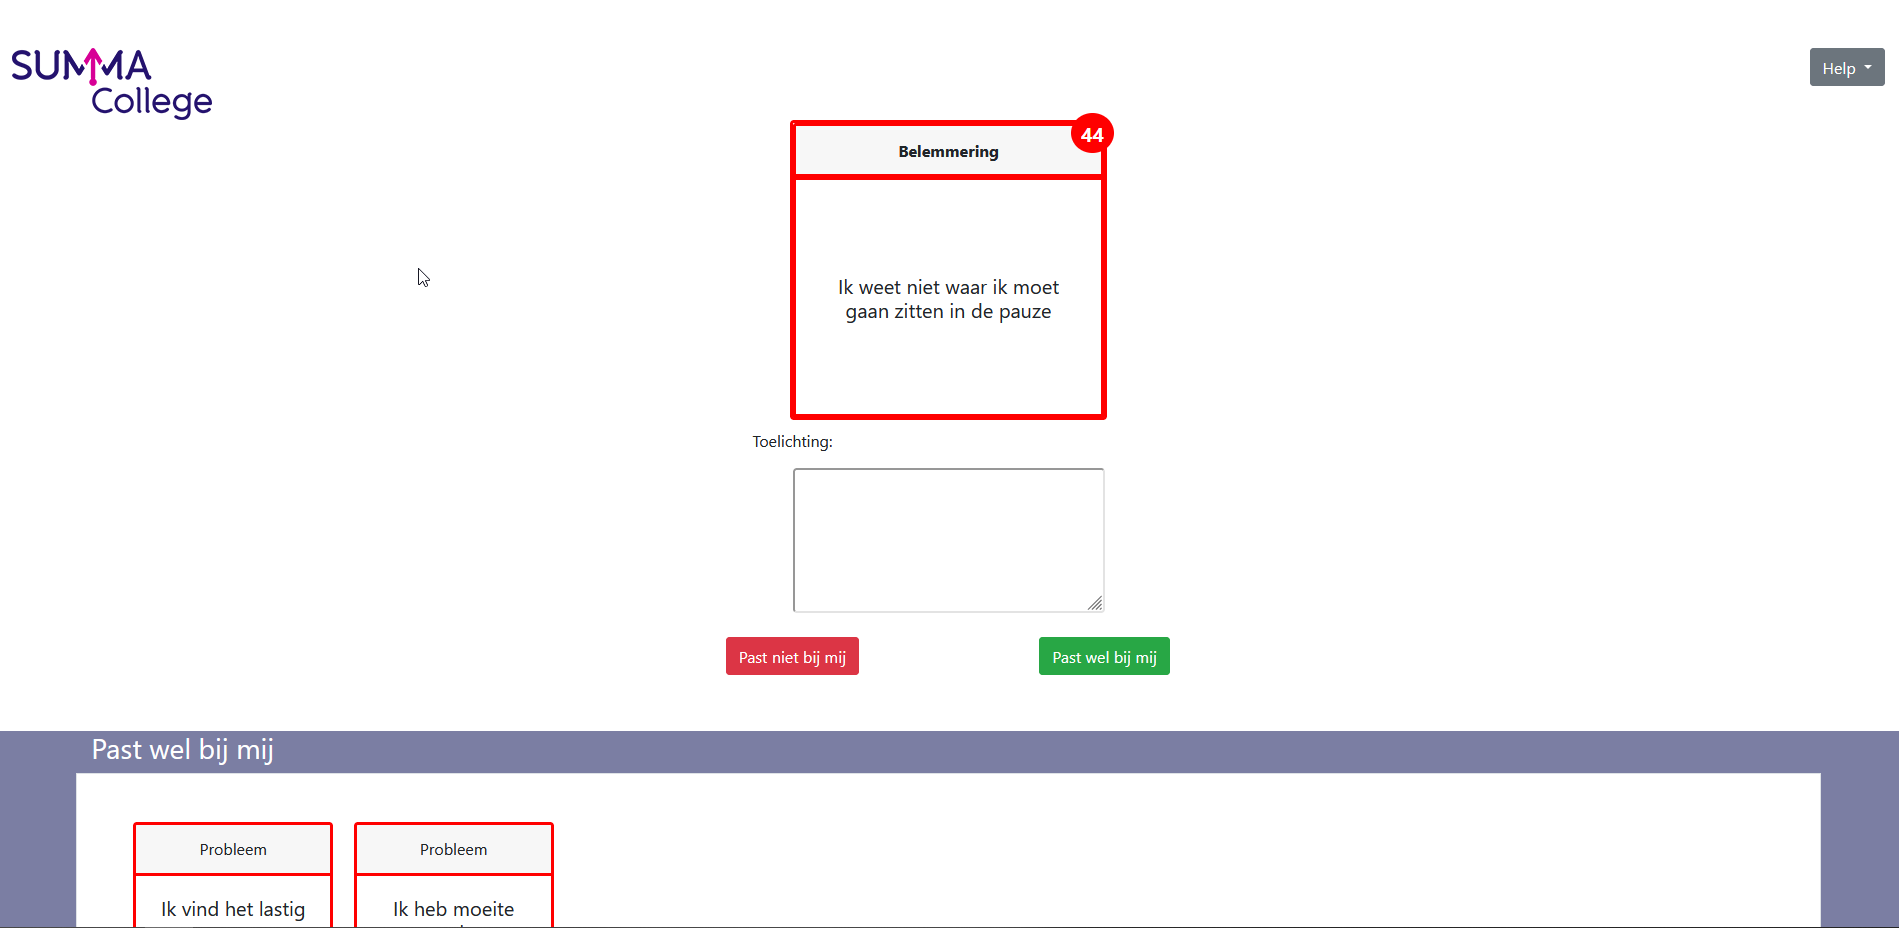 SUMMA
College
Help
44
Belemmering
Ik weet niet waar ik moet
gaan zitten in de pauze
Toelichting:
Past niet bij mij
Past wel bij mij
Past wel bij mij
Probleem
Probleem
Ik vind het lastig
Ik heb moeite